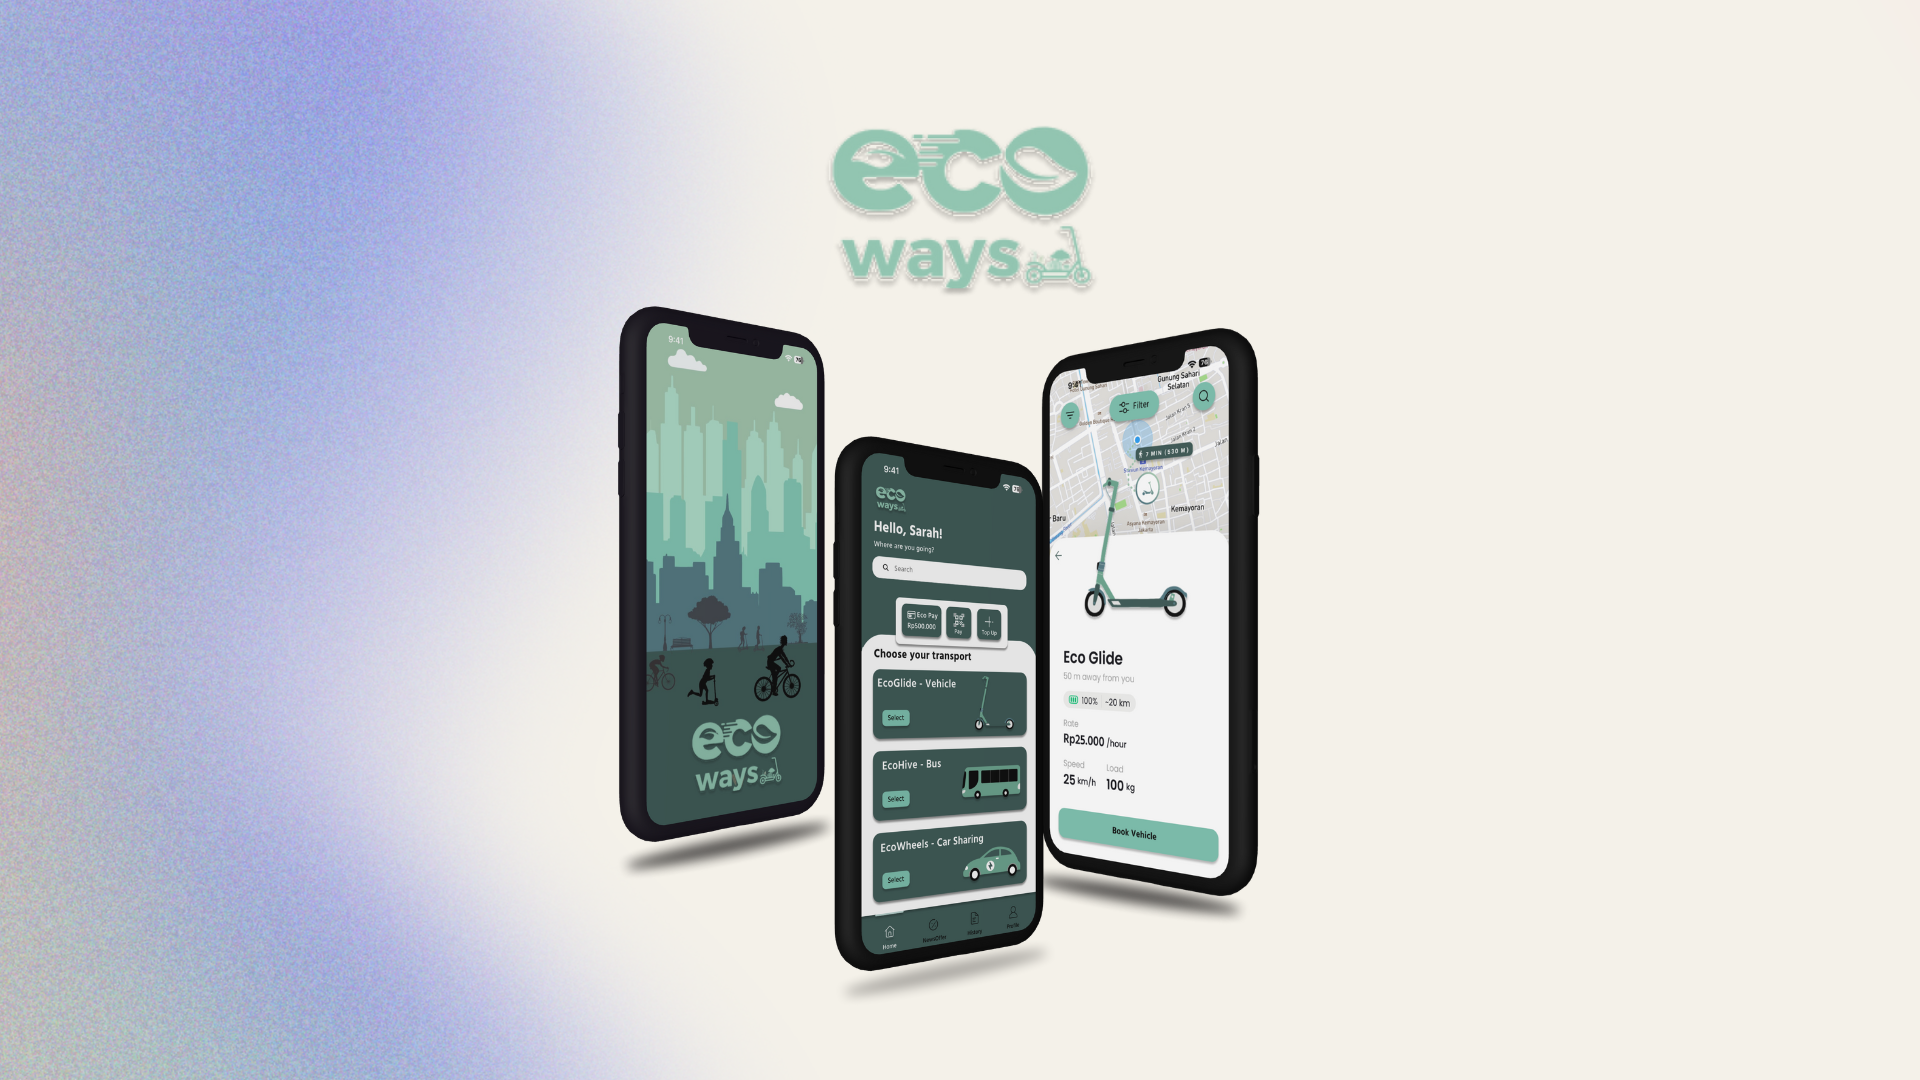 eco
ways
9:41
eco
ways
9:41
eco
ways
Hello, Sarah!
Where are you going?
Search
Eco Pay
Rp500.000
Pay
Top Up
Choose your transport
EcoGlide - Vehicle
Select
EcoHive - Bus
Select
EcoWheels - Car Sharing
Select
Home
History
Profile
9:41
Gunung Sahari
Selatan
Filter
7 MIN (530 M)
Stasiun Kemayoran
Baru
Kemayoran
Jakarta
Eco Glide
50 m away from you
100% ~20 km
Rate
Rp25.000 /hour
Speed Load
25 km/h 100 kg
Book Vehicle